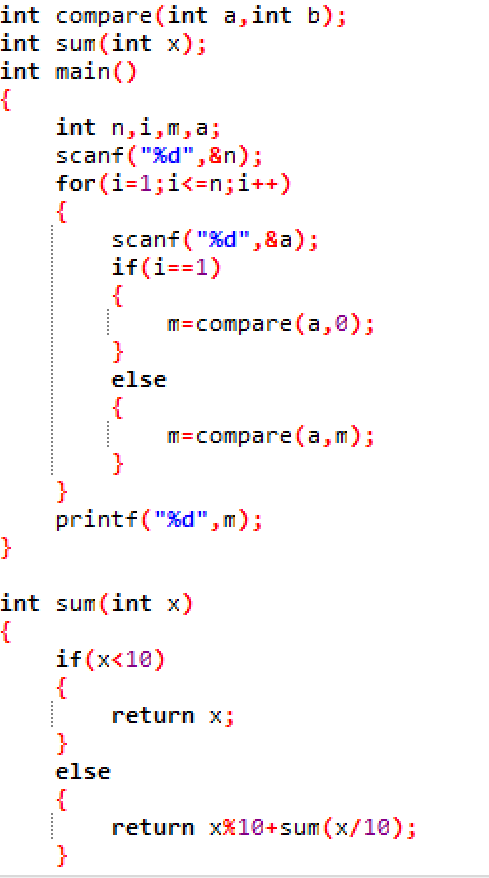 int compare(int a,int b);
int sum(int x);
int main()
{
    int n,i,m,a;
    scanf("%d",&n);
    for(i=1;i<=n;i++)
    {
        scanf("%d",&a);
        if(i==1)
        {
            m=compare(a,0);
        }
        else
        {
            m=compare(a,m);
        }
    }
    printf("%d",m);
}

int sum(int x)
{
    if(x<10)
    {
        return x;
    }
    else
    {
        return x%10+sum(x/10);
    }